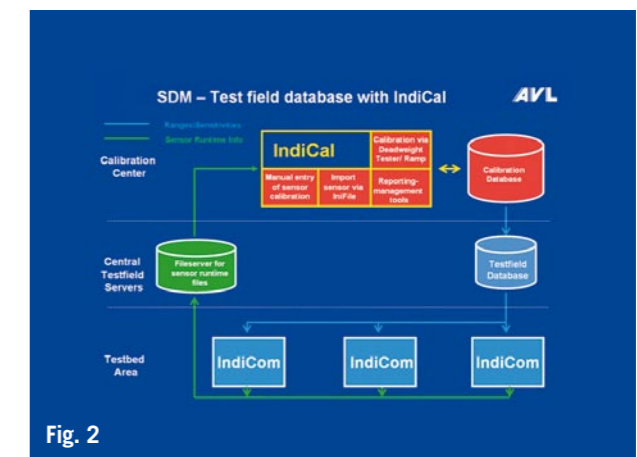 SDM – Test field database with IndiCal
AVL
Ranges/Sensitivities
Sensor Runtime Info
Calibration
Center
IndiCal
Calibration via
Deadweight
Tester/ Ramp
Manual entry
of sensor
calibration
Import
sensor via
IniFile
Reporting-
management
tools
Calibration
Database
Central
Testfield
Servers
Fileserver for
sensor runtime
files
Testfield
Database
Testbed
Area
IndiCom
IndiCom
IndiCom
Fig. 2